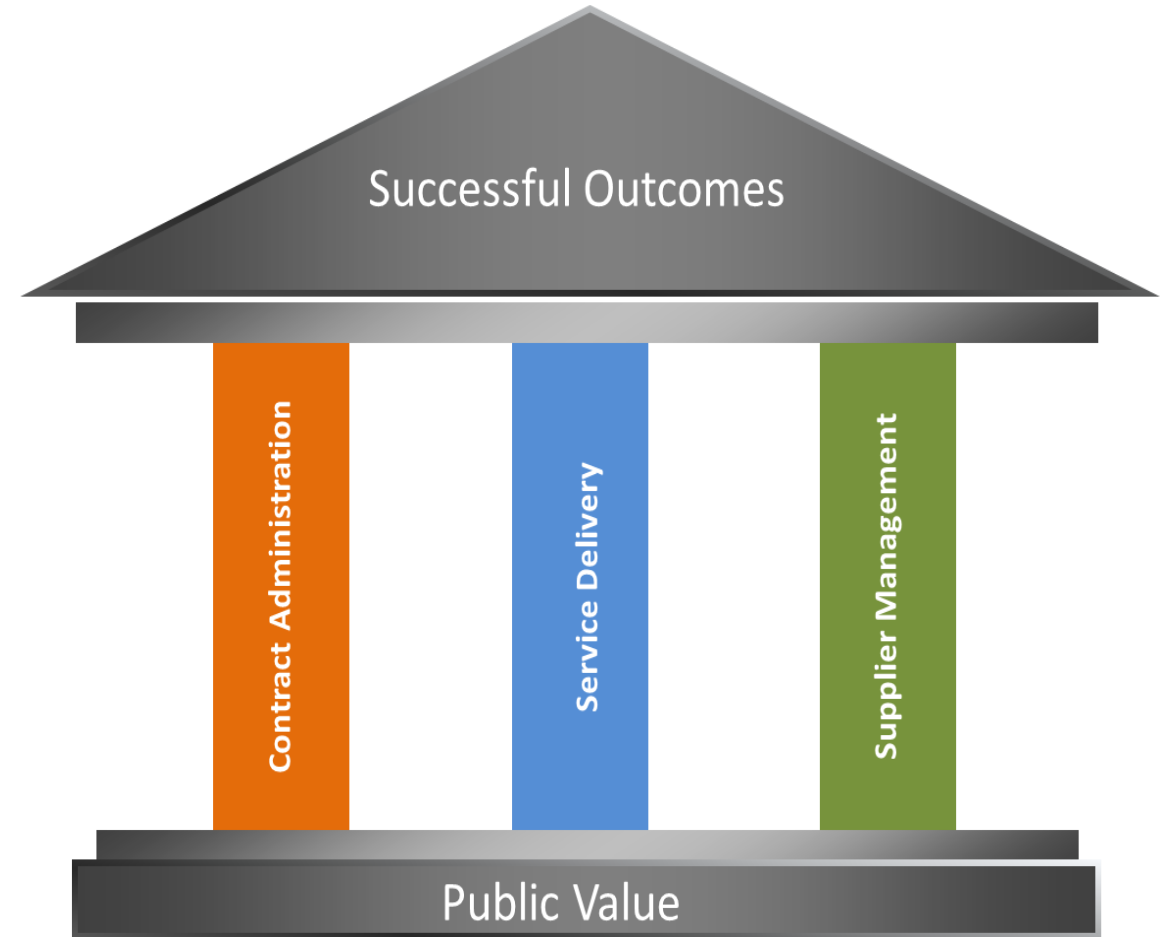 Successful Outcomes
Contract Administration
Service Delivery
Supplier Management
Public Value